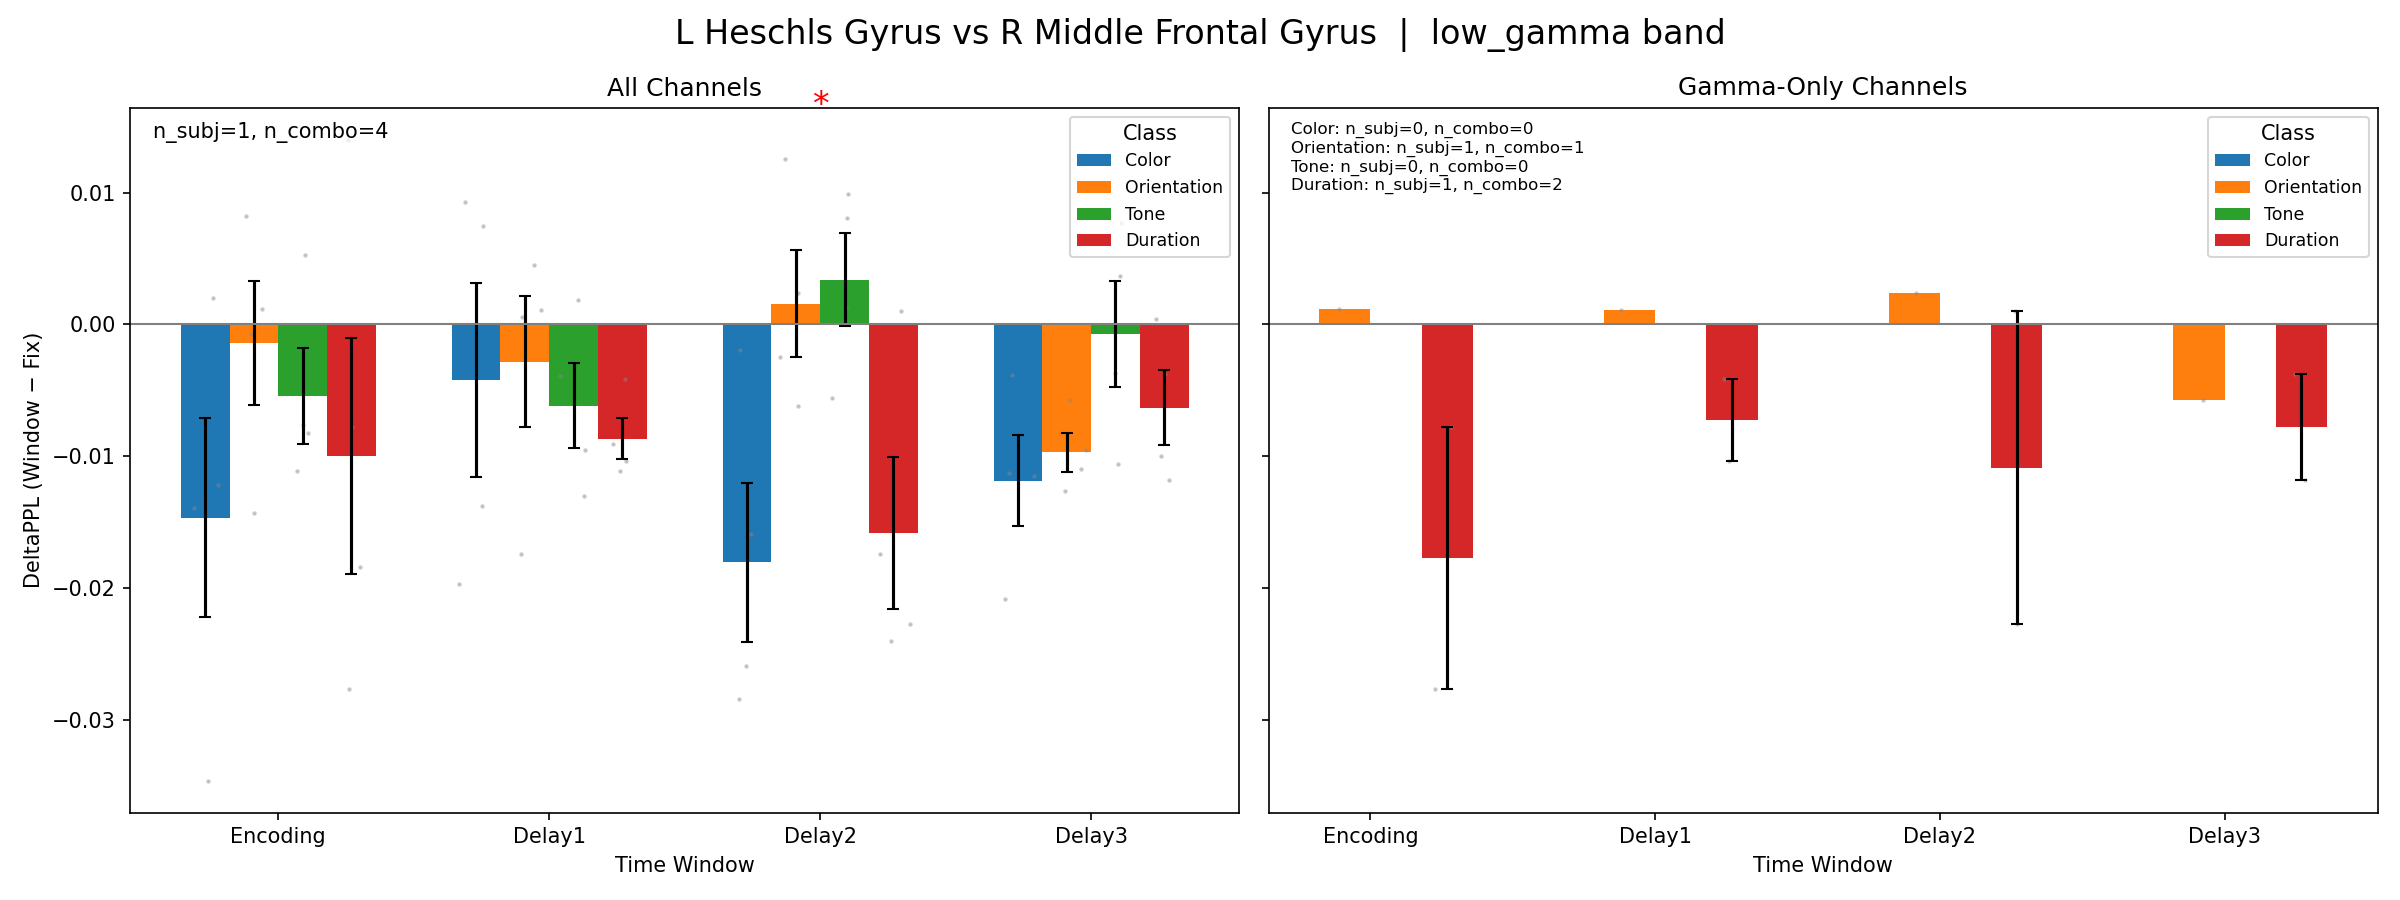 L Heschls Gyrus vs R Middle Frontal Gyrus | low_gamma band
All Channels
*
n_subj=1, n_combo=4
Class
Color
Orientation
Tone
Duration
0.01
0.00
−0.01
−0.02
−0.03
DeltaPPL (Window − Fix)
Encoding
Delay1
Delay2
Delay3
Time Window
Gamma-Only Channels
Color: n_subj=0, n_combo=0
Orientation: n_subj=1, n_combo=1
Tone: n_subj=0, n_combo=0
Duration: n_subj=1, n_combo=2
Class
Color
Orientation
Tone
Duration
Encoding
Delay1
Delay2
Delay3
Time Window